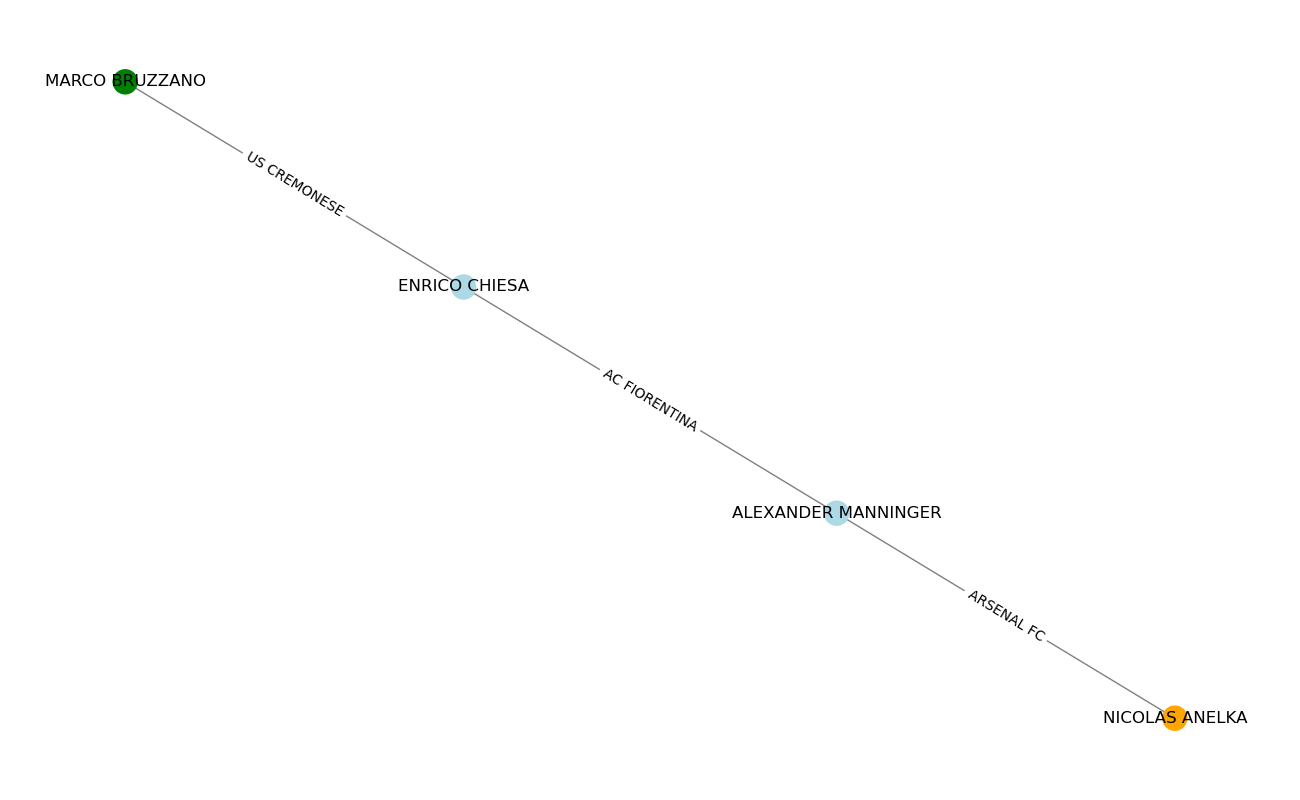 MARCO BRUZZANO
US CREMONESE
ENRICO CHIESA
AC FIORENTINA
ALEXANDER MANNINGER
ARSENAL FC
NICOLAS ANELKA